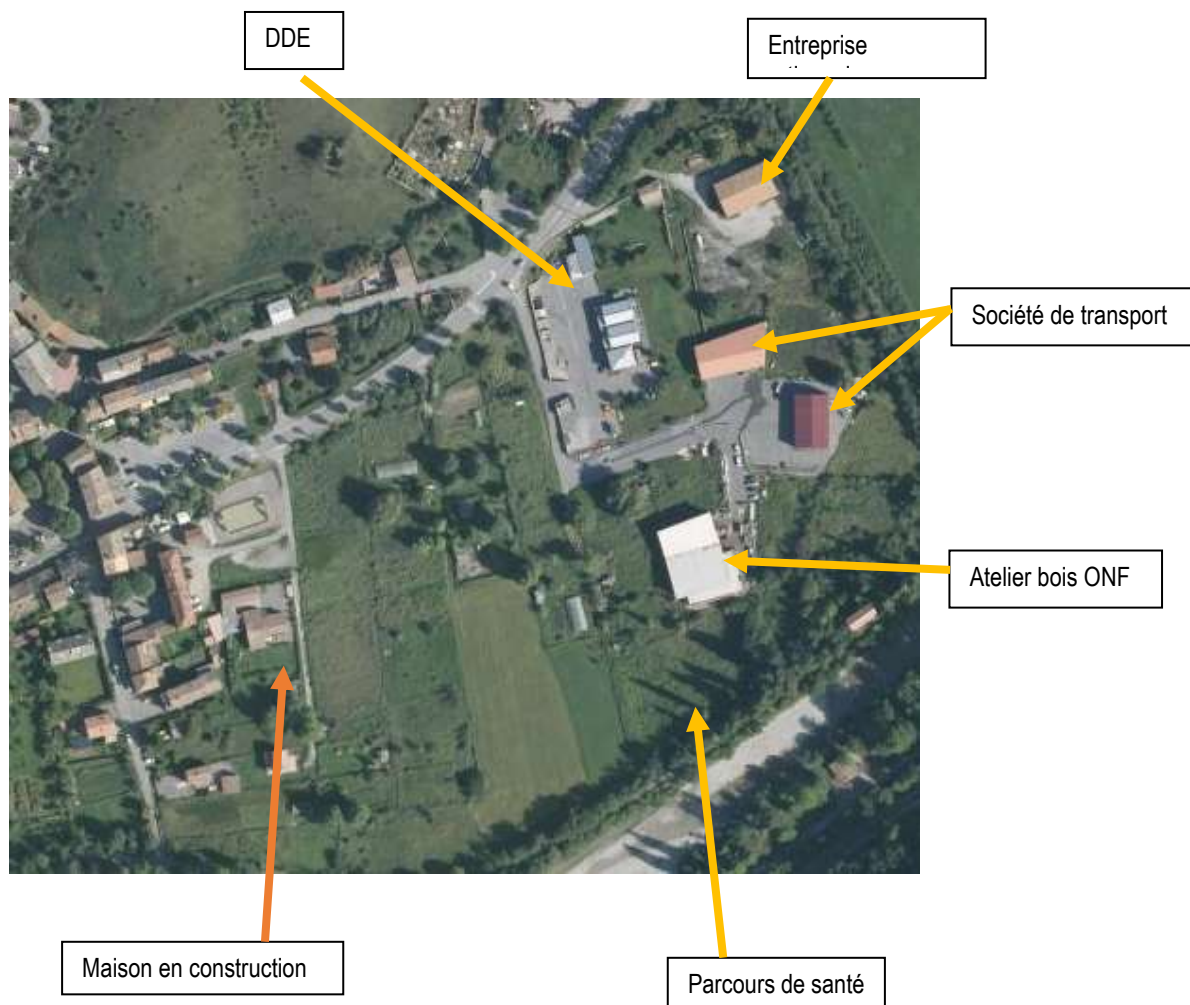 DDE
Entreprise
Société de transport
Atelier bois ONF
Maison en construction
Parcours de santé